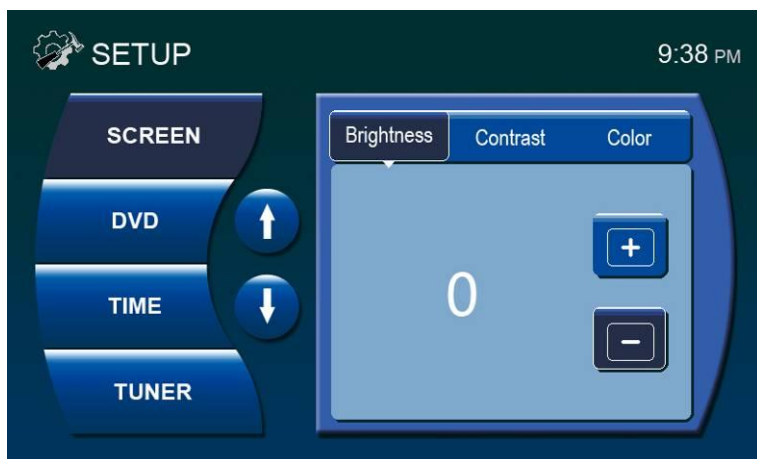 SETUP
9:38 PM
SCREEN
DVD
TIME
TUNER
Brightness
Contrast
Color
0
+
−